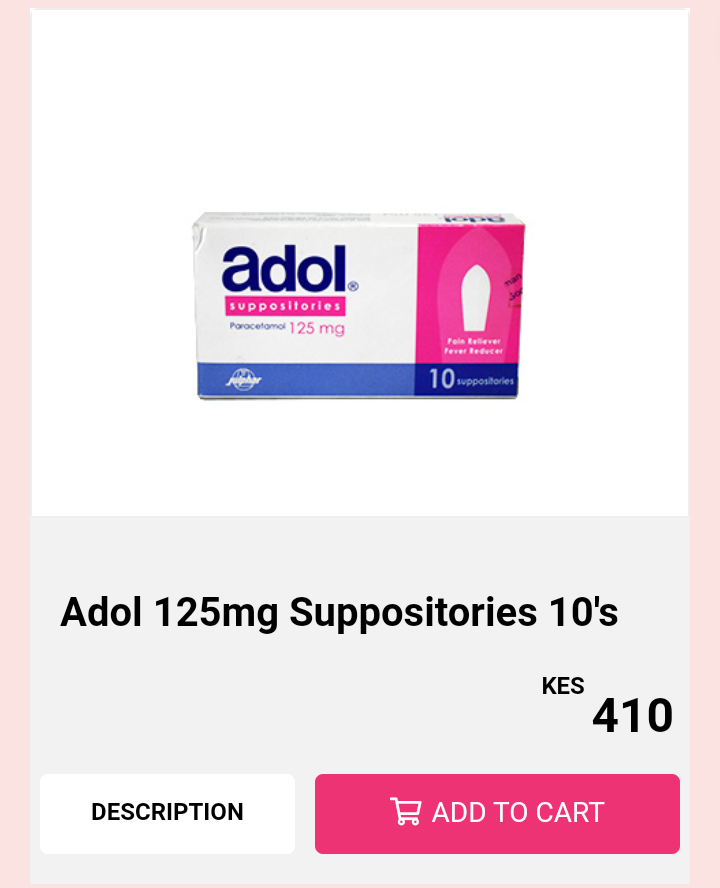 adol®
suppositories
Paracetamol 125 mg
Pain Reliever
Fever Reducer
julphar
10 suppositories
Adol 125mg Suppositories 10's
KES
410
DESCRIPTION
ADD TO CART